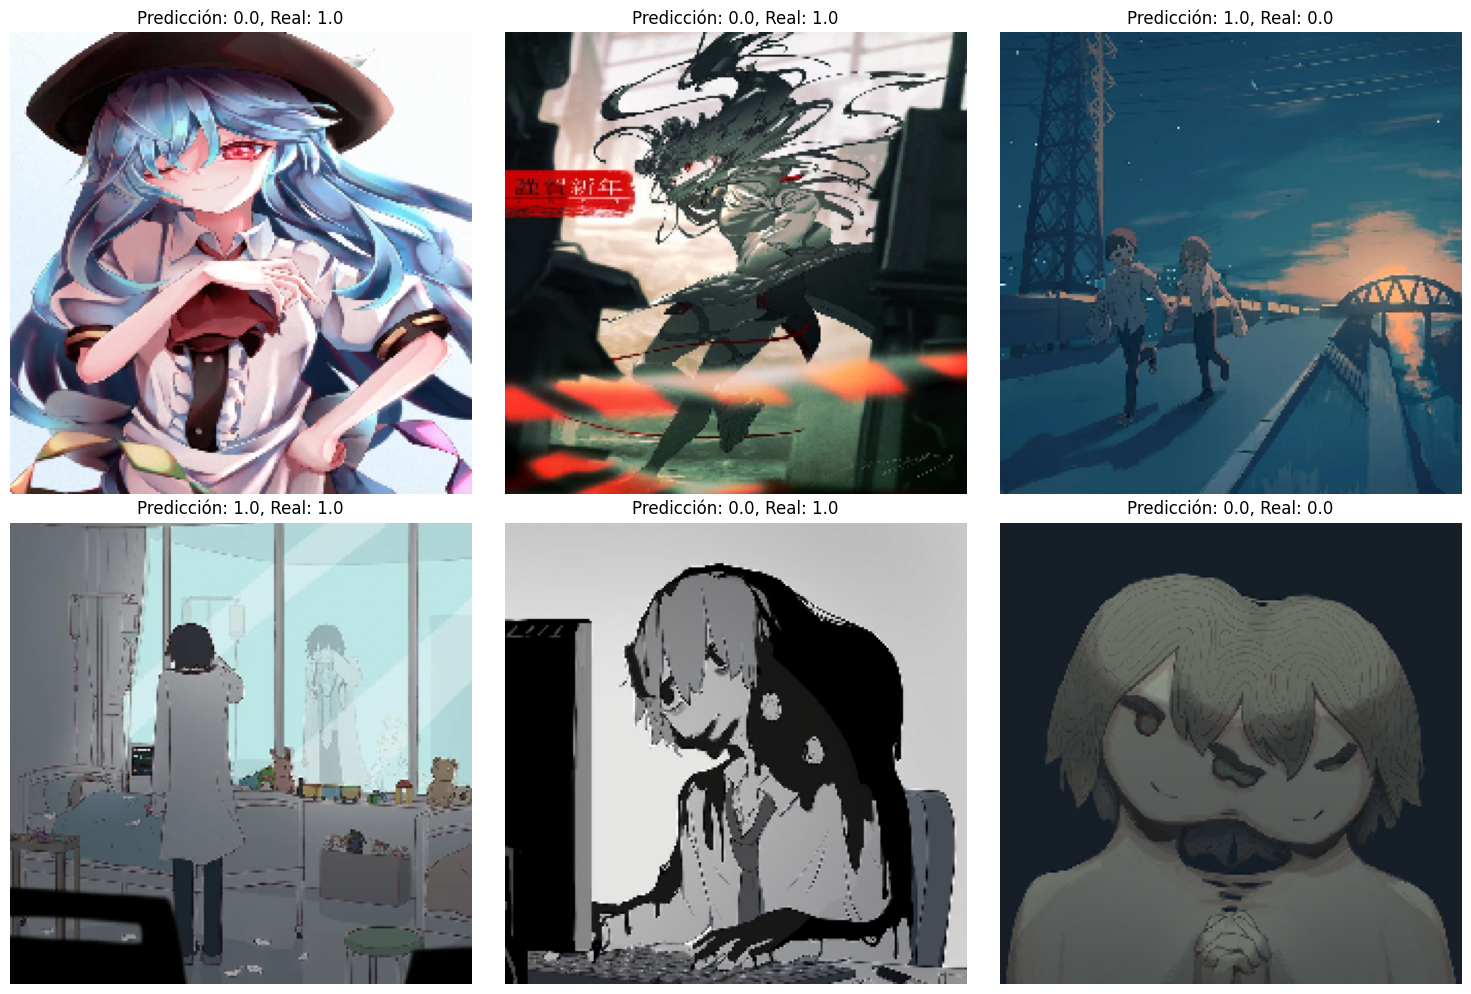 Predicción: 0.0, Real: 1.0
Predicción: 0.0, Real: 1.0
Predicción: 1.0, Real: 0.0
謹賀新年
Predicción: 1.0, Real: 1.0
Predicción: 0.0, Real: 1.0
Predicción: 0.0, Real: 0.0